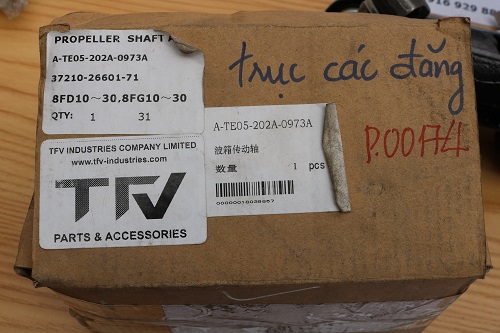 PROPELLER SHAFT A
A-TE05-202A-0973A
37210-26601-71
8FD10～30,8FG10～30
QTY: 1 31
TFV INDUSTRIES COMPANY LIMITED
www.tfv-industries.com
TFV
PARTS & ACCESSORIES
A-TE05-202A-0973A
波箱传动轴
数量 1 pcs
trục các đăng